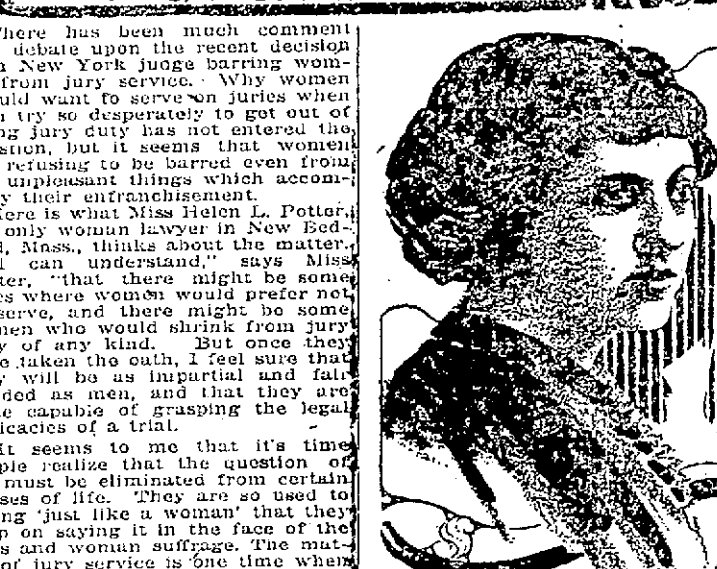 here has been much comment
debate upon the recent decision
New York judge barring wom-
from jury service. Why women
uld want to serve on juries when
try so desperately to get out of
ng jury duty has not entered the
stion, but it seems that women
refusing to be barred even from
unpleasant things which accom-
y their enfranchisement.
ere is what Miss Helen L. Potter,
only woman lawyer in New Bed-
d, Mass., thinks about the matter.
I can understand," says Miss
ter, "that there might be some
es where women would prefer not
serve, and there might be some
men who would shrink from jury
y of any kind. But once they
e taken the oath, I feel sure that
y will be as impartial and fair
ded as men, and that they are
e capable of grasping the legal
icacies of a trial.
It seems to me that it's time
ple realize that the question of
must be eliminated from certain
ses of life. They are so used to
ng 'just like a woman' that they
p on saying it in the face of the
s and woman suffrage. The mat-
of jury service is one time when